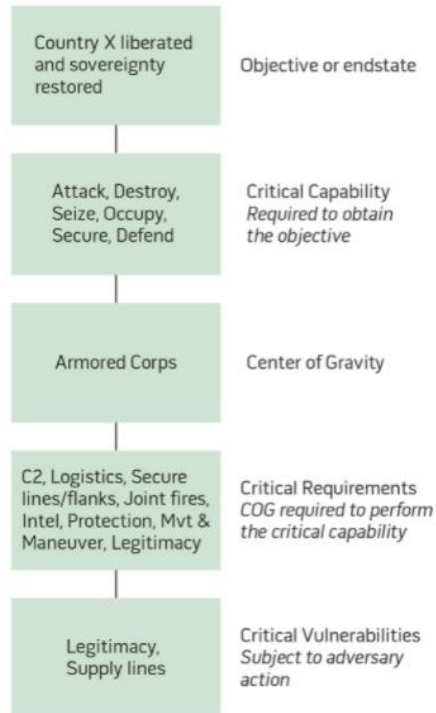 Country X liberated
and sovereignty
restored
Objective or endstate
Attack, Destroy,
Seize, Occupy,
Secure, Defend
Critical Capability
Required to obtain
the objective
Armored Corps
Center of Gravity
C2, Logistics, Secure
lines/flanks, Joint fires,
Intel, Protection, Mvt &
Maneuver, Legitimacy
Critical Requirements
COG required to perform
the critical capability
Legitimacy,
Supply lines
Critical Vulnerabilities
Subject to adversary
action